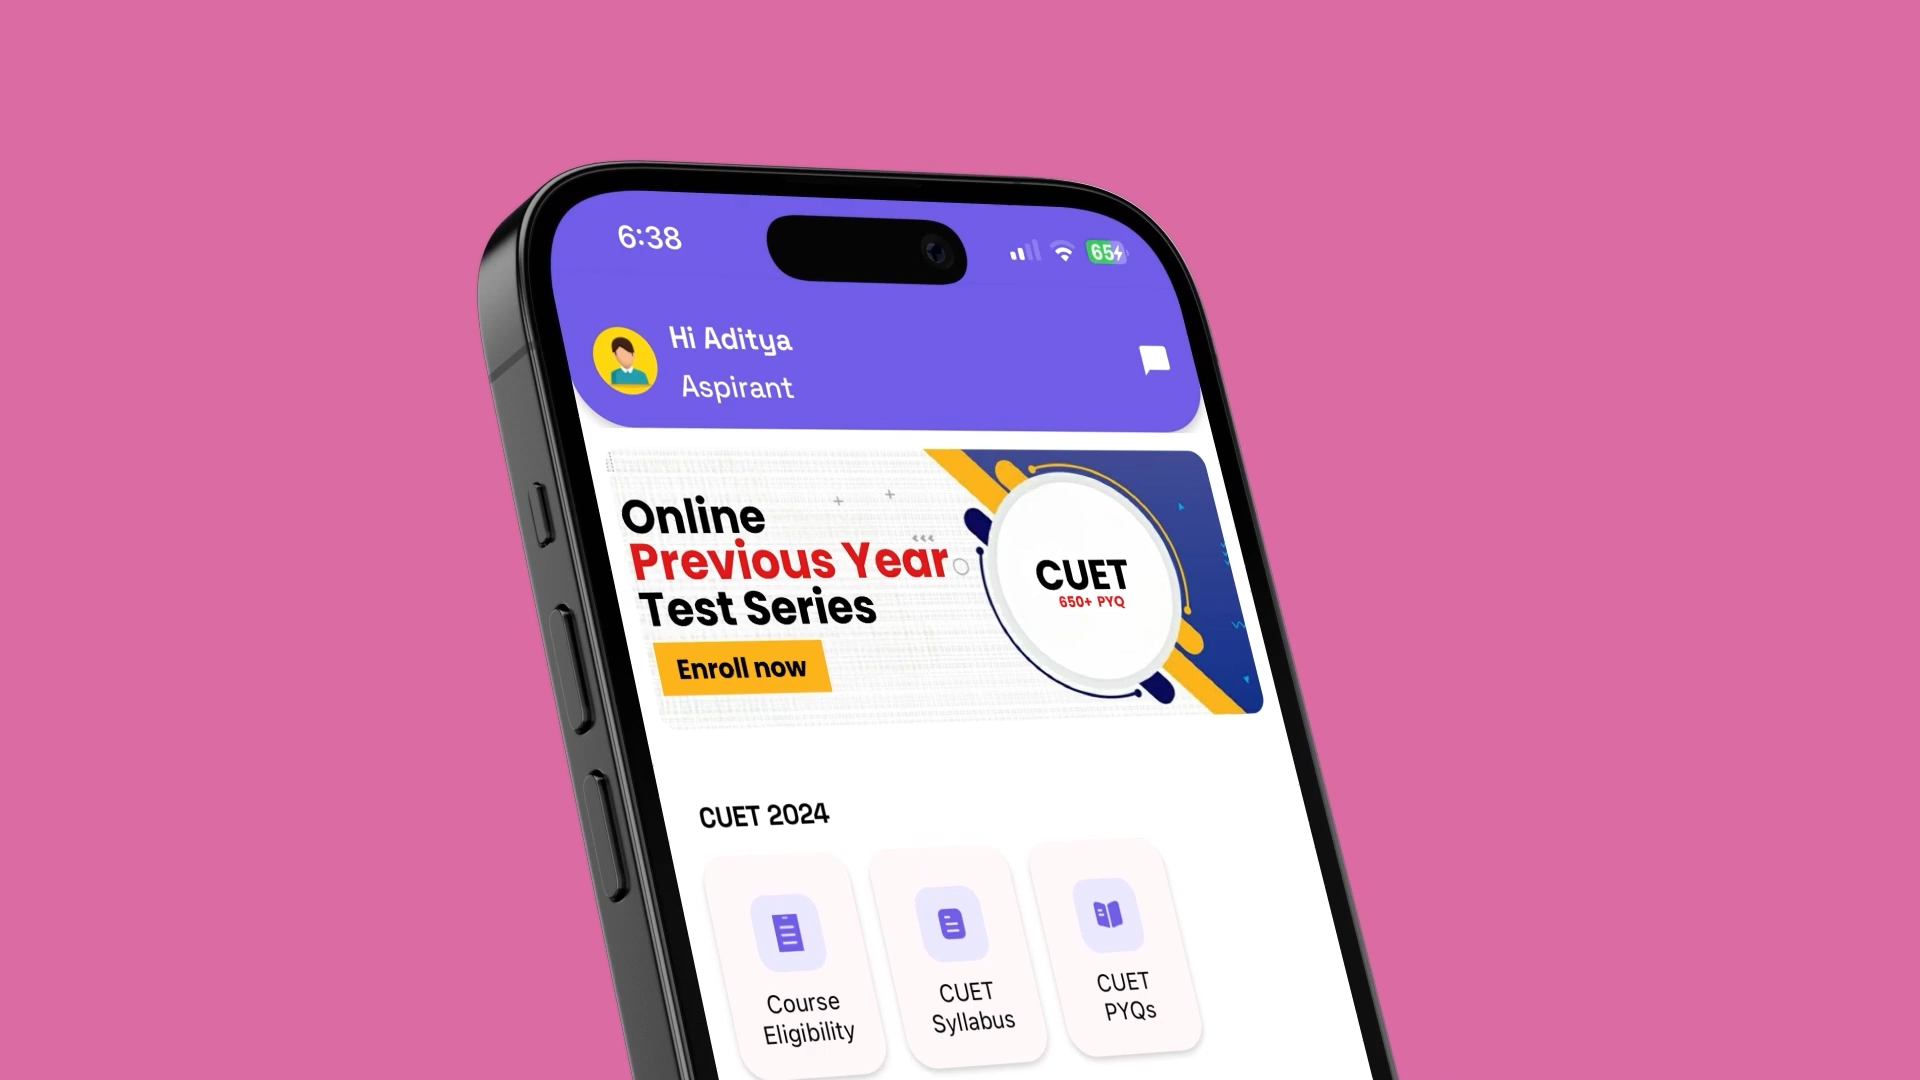 6:38
65
Hi Aditya
Aspirant
Online
Previous Year
Test Series
Enroll now
CUET
650+ PYQ
CUET 2024
Course
Eligibility
CUET
Syllabus
CUET
PYQs